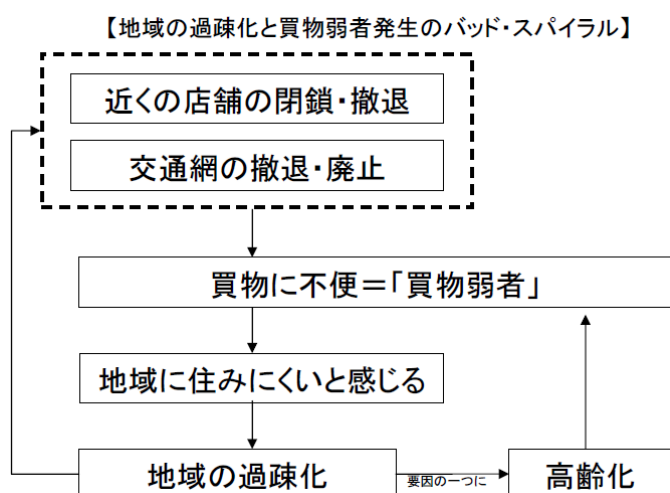 【地域の過疎化と買物弱者発生のバッド・スパイラル】
近くの店舗の閉鎖・撤退
交通網の撤退・廃止
買物に不便=「買物弱者」
地域に住みにくいと感じる
地域の過疎化
要因の一つに
高齢化